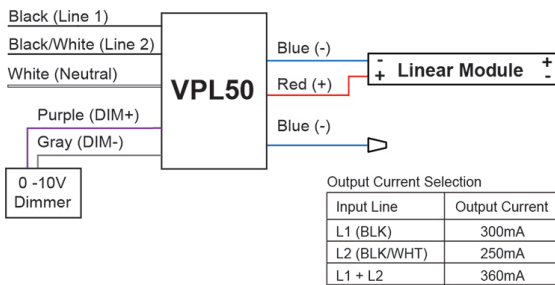 Black (Line 1)
Black/White (Line 2)
White (Neutral)
Purple (DIM+)
Gray (DIM-)
0 -10V
Dimmer
VPL50
Blue (-)
Red (+)
Blue (-)
- +
Linear Module
+ -
Output Current Selection
Input Line Output Current
L1 (BLK) 300mA
L2 (BLK/WHT) 250mA
L1 + L2 360mA